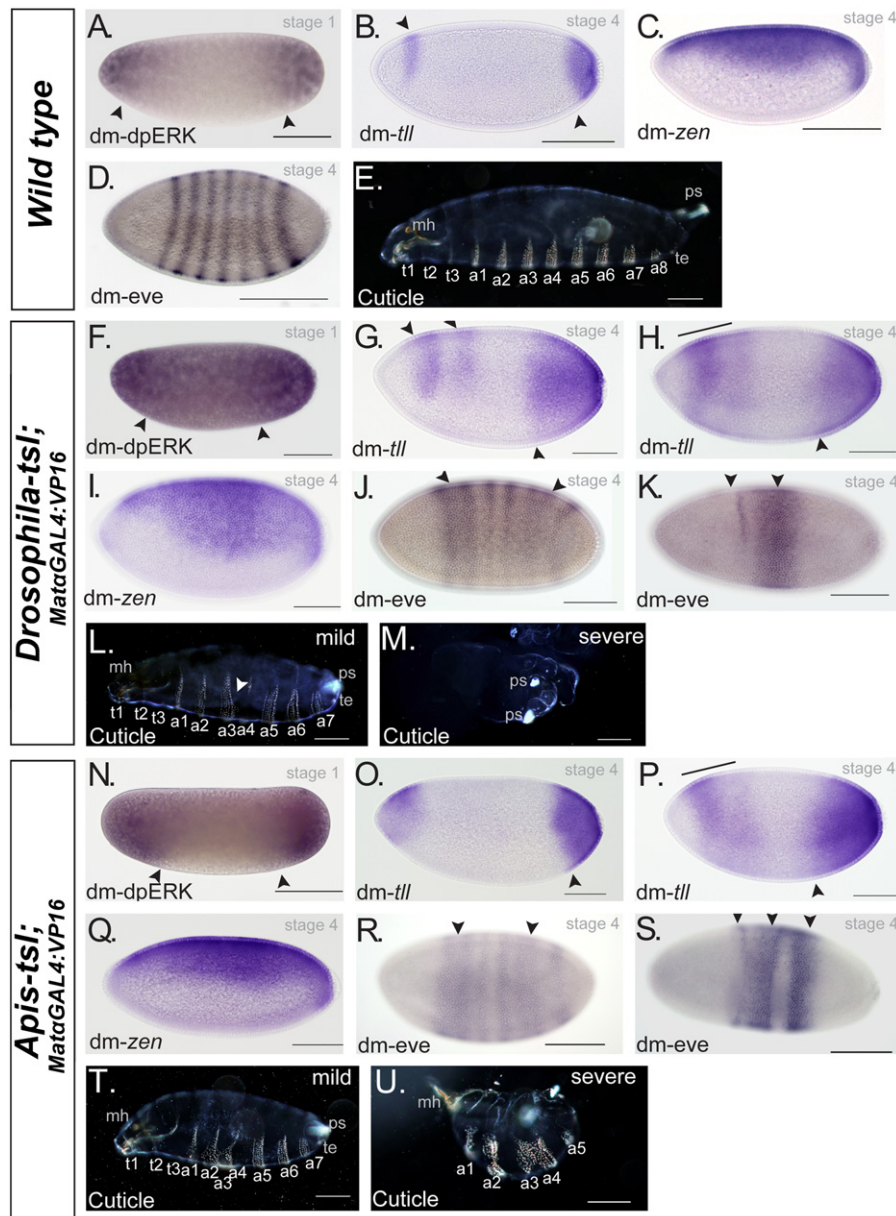 Wild type
A.
stage 1
dm-dpERK
B.
stage 4
dm-tll
C.
stage 4
dm-zen
D.
stage 4
dm-eve
E.
mh
ps
te
t1 t2 t3 a1 a2 a3 a4 a5 a6 a7 a8
Cuticle
Drosophila-tsl;
MatαGAL4:VP16
F.
stage 1
dm-dpERK
G.
stage 4
dm-tll
H.
stage 4
dm-tll
I.
stage 4
dm-zen
J.
stage 4
dm-eve
K.
stage 4
dm-eve
L.
mild
mh
ps
te
t1 t2 t3 a1 a2 a3 a4 a5 a6 a7
Cuticle
M.
severe
ps
ps
Cuticle
Apis-tsl;
MatαGAL4:VP16
N.
stage 1
dm-dpERK
O.
stage 4
dm-tll
P.
stage 4
dm-tll
Q.
stage 4
dm-zen
R.
stage 4
dm-eve
S.
stage 4
dm-eve
T.
mild
mh
ps
te
t1 t2 t3 a1 a2 a3 a4 a5 a6 a7
Cuticle
U.
severe
mh
a1 a2 a3 a4 a5
Cuticle